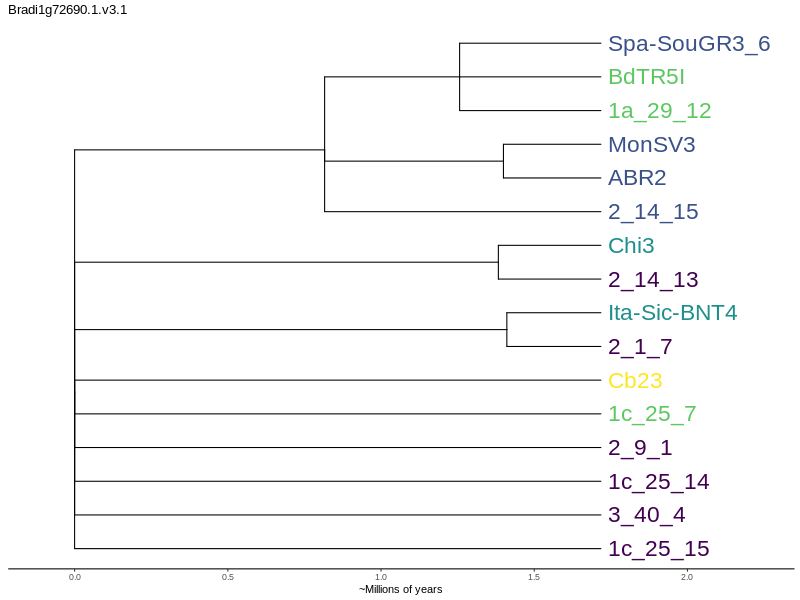 Bradi1g72690.1.v3.1
Spa-SouGR3_6
BdTR5I
1a_29_12
MonSV3
ABR2
2_14_15
Chi3
2_14_13
Ita-Sic-BNT4
2_1_7
Cb23
1c_25_7
2_9_1
1c_25_14
3_40_4
1c_25_15
0.0 0.5 1.0 1.5 2.0
~Millions of years